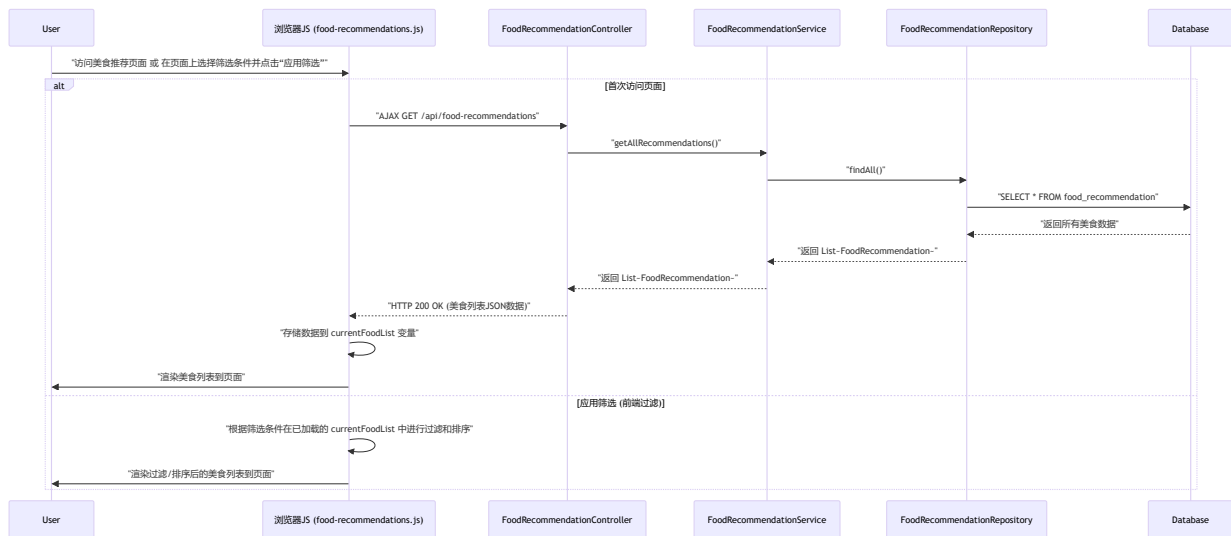 User
浏览器JS (food-recommendations.js)
FoodRecommendationController
FoodRecommendationService
FoodRecommendationRepository
Database
"访问美食推荐页面 或 在页面上选择筛选条件并点击“应用筛选”"
alt
[首次访问页面]
"AJAX GET /api/food-recommendations"
"getAllRecommendations()"
"findAll()"
"SELECT * FROM food_recommendation"
"返回所有美食数据"
"返回 List~FoodRecommendation~"
"返回 List~FoodRecommendation~"
"HTTP 200 OK (美食列表JSON数据)"
"存储数据到 currentFoodList 变量"
"渲染美食列表到页面"
[应用筛选 (前端过滤)]
"根据筛选条件在已加载的 currentFoodList 中进行过滤和排序"
"渲染过滤/排序后的美食列表到页面"
User
浏览器JS (food-recommendations.js)
FoodRecommendationController
FoodRecommendationService
FoodRecommendationRepository
Database